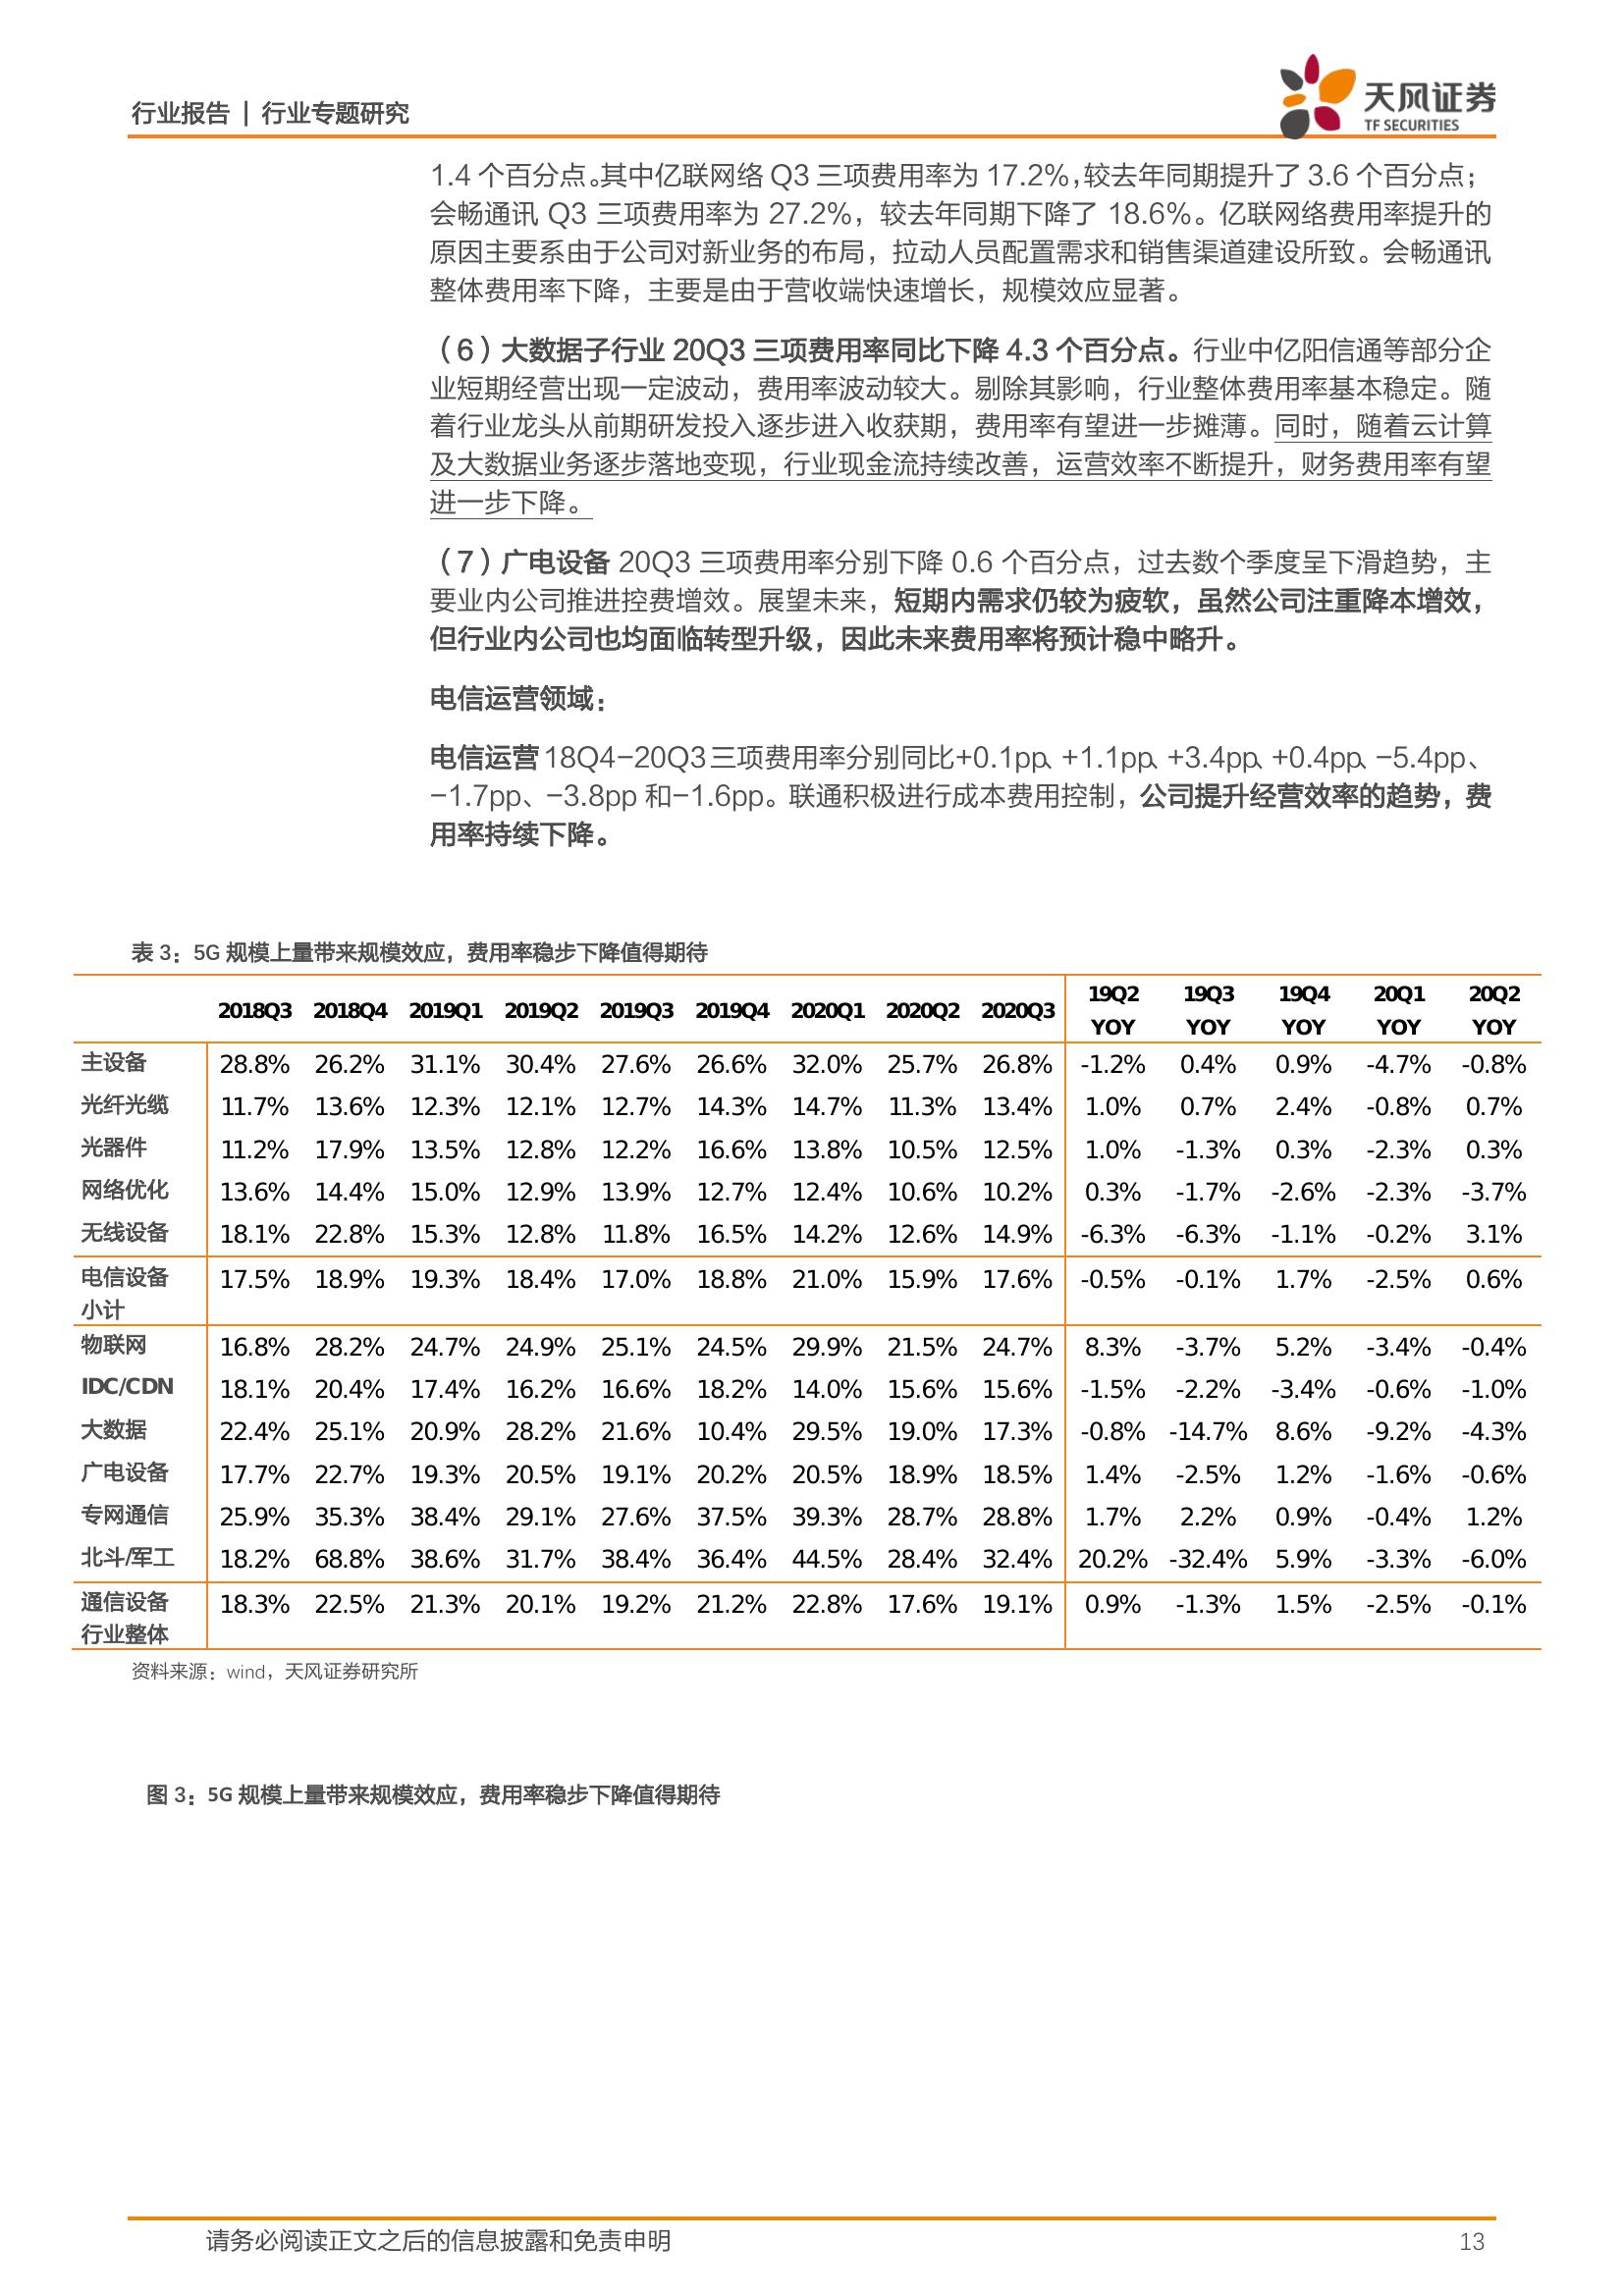 行业报告 | 行业专题研究
天风证券
TF SECURITIES
1.4 个百分点。其中亿联网络 Q3 三项费用率为 17.2%，较去年同期提升了 3.6 个百分点；
会畅通讯 Q3 三项费用率为 27.2%，较去年同期下降了 18.6%。亿联网络费用率提升的
原因主要系由于公司对新业务的布局，拉动人员配置需求和销售渠道建设所致。会畅通讯
整体费用率下降，主要是由于营收端快速增长，规模效应显著。
（6）大数据子行业 20Q3 三项费用率同比下降 4.3 个百分点。行业中亿阳信通等部分企
业短期经营出现一定波动，费用率波动较大。剔除其影响，行业整体费用率基本稳定。随
着行业龙头从前期研发投入逐步进入收获期，费用率有望进一步摊薄。同时，随着云计算
及大数据业务逐步落地变现，行业现金流持续改善，运营效率不断提升，财务费用率有望
进一步下降。
（7）广电设备 20Q3 三项费用率分别下降 0.6 个百分点，过去数个季度呈下滑趋势，主
要业内公司推进控费增效。展望未来，短期内需求仍较为疲软，虽然公司注重降本增效，
但行业内公司也均面临转型升级，因此未来费用率将预计稳中略升。
电信运营领域：
电信运营 18Q4-20Q3 三项费用率分别同比+0.1pp、+1.1pp、+3.4pp、+0.4pp、-5.4pp、
-1.7pp、-3.8pp 和-1.6pp。联通积极进行成本费用控制，公司提升经营效率的趋势，费
用率持续下降。
表 3：5G 规模上量带来规模效应，费用率稳步下降值得期待
2018Q3 2018Q4 2019Q1 2019Q2 2019Q3 2019Q4 2020Q1 2020Q2 2020Q3 19Q2 YOY 19Q3 YOY 19Q4 YOY 20Q1 YOY 20Q2 YOY
主设备 28.8% 26.2% 31.1% 30.4% 27.6% 26.6% 32.0% 25.7% 26.8% -1.2% 0.4% 0.9% -4.7% -0.8%
光纤光缆 11.7% 13.6% 12.3% 12.1% 12.7% 14.3% 14.7% 11.3% 13.4% 1.0% 0.7% 2.4% -0.8% 0.7%
光器件 11.2% 17.9% 13.5% 12.8% 12.2% 16.6% 13.8% 10.5% 12.5% 1.0% -1.3% 0.3% -2.3% 0.3%
网络优化 13.6% 14.4% 15.0% 12.9% 13.9% 12.7% 12.4% 10.6% 10.2% 0.3% -1.7% -2.6% -2.3% -3.7%
无线设备 18.1% 22.8% 15.3% 12.8% 11.8% 16.5% 14.2% 12.6% 14.9% -6.3% -6.3% -1.1% -0.2% 3.1%
电信设备小计 17.5% 18.9% 19.3% 18.4% 17.0% 18.8% 21.0% 15.9% 17.6% -0.5% -0.1% 1.7% -2.5% 0.6%
物联网 16.8% 28.2% 24.7% 24.9% 25.1% 24.5% 29.9% 21.5% 24.7% 8.3% -3.7% 5.2% -3.4% -0.4%
IDC/CDN 18.1% 20.4% 17.4% 16.2% 16.6% 18.2% 14.0% 15.6% 15.6% -1.5% -2.2% -3.4% -0.6% -1.0%
大数据 22.4% 25.1% 20.9% 28.2% 21.6% 10.4% 29.5% 19.0% 17.3% -0.8% -14.7% 8.6% -9.2% -4.3%
广电设备 17.7% 22.7% 19.3% 20.5% 19.1% 20.2% 20.5% 18.9% 18.5% 1.4% -2.5% 1.2% -1.6% -0.6%
专网通信 25.9% 35.3% 38.4% 29.1% 27.6% 37.5% 39.3% 28.7% 28.8% 1.7% 2.2% 0.9% -0.4% 1.2%
北斗/军工 18.2% 68.8% 38.6% 31.7% 38.4% 36.4% 44.5% 28.4% 32.4% 20.2% -32.4% 5.9% -3.3% -6.0%
通信设备行业整体 18.3% 22.5% 21.3% 20.1% 19.2% 21.2% 22.8% 17.6% 19.1% 0.9% -1.3% 1.5% -2.5% -0.1%
资料来源：wind，天风证券研究所
图 3：5G 规模上量带来规模效应，费用率稳步下降值得期待
请务必阅读正文之后的信息披露和免责申明
13